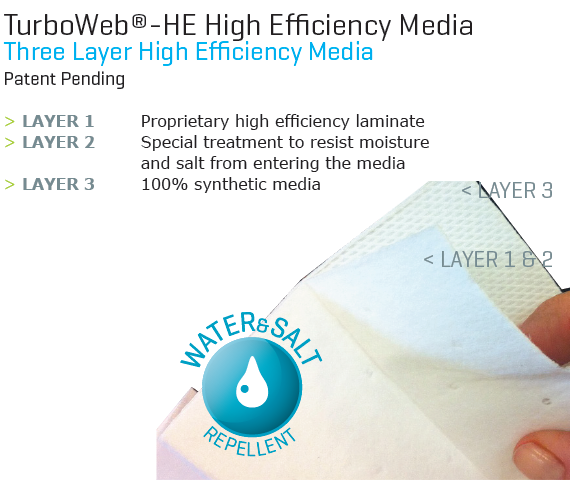 TurboWeb®-HE High Efficiency Media
Three Layer High Efficiency Media
Patent Pending
> LAYER 1 Proprietary high efficiency laminate
> LAYER 2 Special treatment to resist moisture
and salt from entering the media
> LAYER 3 100% synthetic media
< LAYER 3
< LAYER 1 & 2
WATER&SALT
REPELLENT